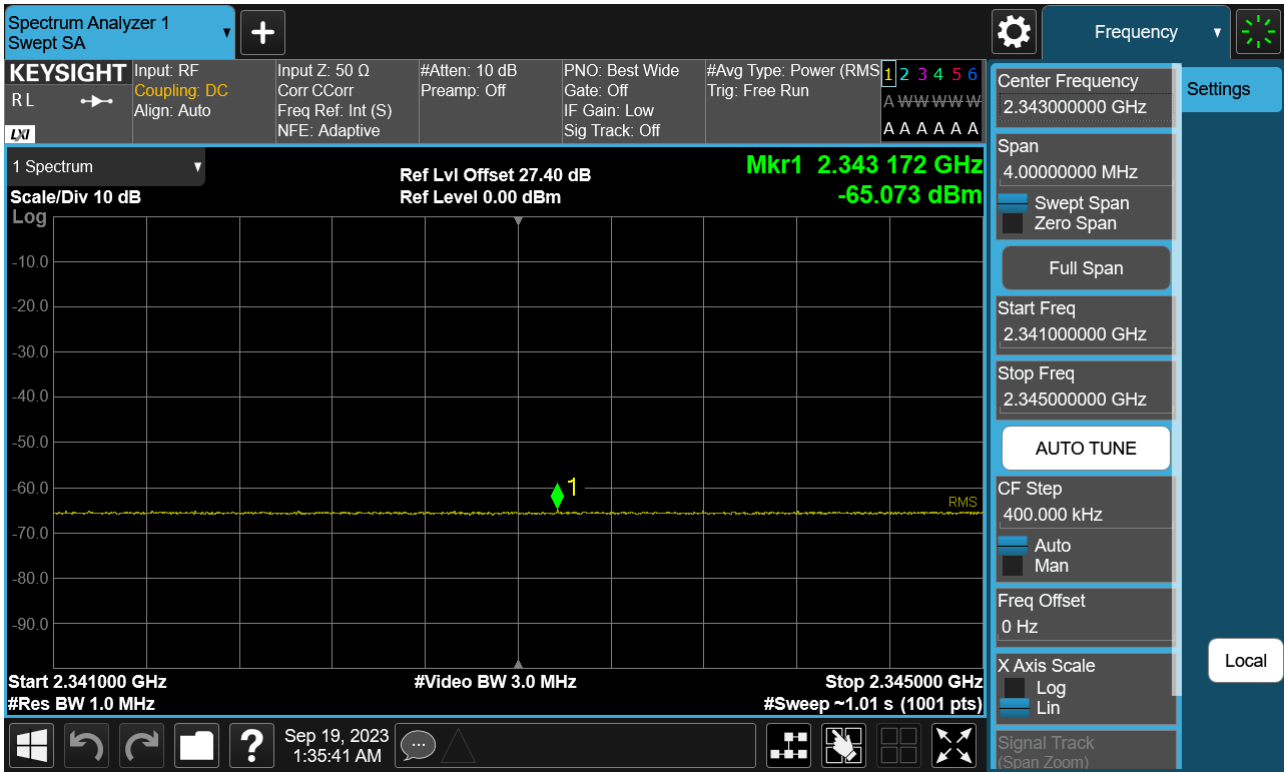 Spectrum Analyzer 1
Swept SA
+
Frequency
KEYSIGHT
R L
LXI
Input: RF
Coupling: DC
Align: Auto
Input Z: 50 Ω
Corr CCorr
Freq Ref: Int (S)
NFE: Adaptive
#Atten: 10 dB
Preamp: Off
PNO: Best Wide
Gate: Off
IF Gain: Low
Sig Track: Off
#Avg Type: Power (RMS
Trig: Free Run
1 2 3 4 5 6
A W W W W W
A A A A A A
1 Spectrum
Scale/Div 10 dB
Log
Ref Lvl Offset 27.40 dB
Ref Level 0.00 dBm
Mkr1 2.343 172 GHz
-65.073 dBm
-10.0
-20.0
-30.0
-40.0
-50.0
-60.0
-70.0
-80.0
-90.0
1
RMS
Start 2.341000 GHz
#Res BW 1.0 MHz
#Video BW 3.0 MHz
Stop 2.345000 GHz
#Sweep ~1.01 s (1001 pts)
Center Frequency
2.343000000 GHz
Span
4.00000000 MHz
Swept Span
Zero Span
Full Span
Start Freq
2.341000000 GHz
Stop Freq
2.345000000 GHz
AUTO TUNE
CF Step
400.000 kHz
Auto
Man
Freq Offset
0 Hz
X Axis Scale
Log
Lin
Signal Track
(Span Zoom)
Settings
Local
?
Sep 19, 2023
1:35:41 AM